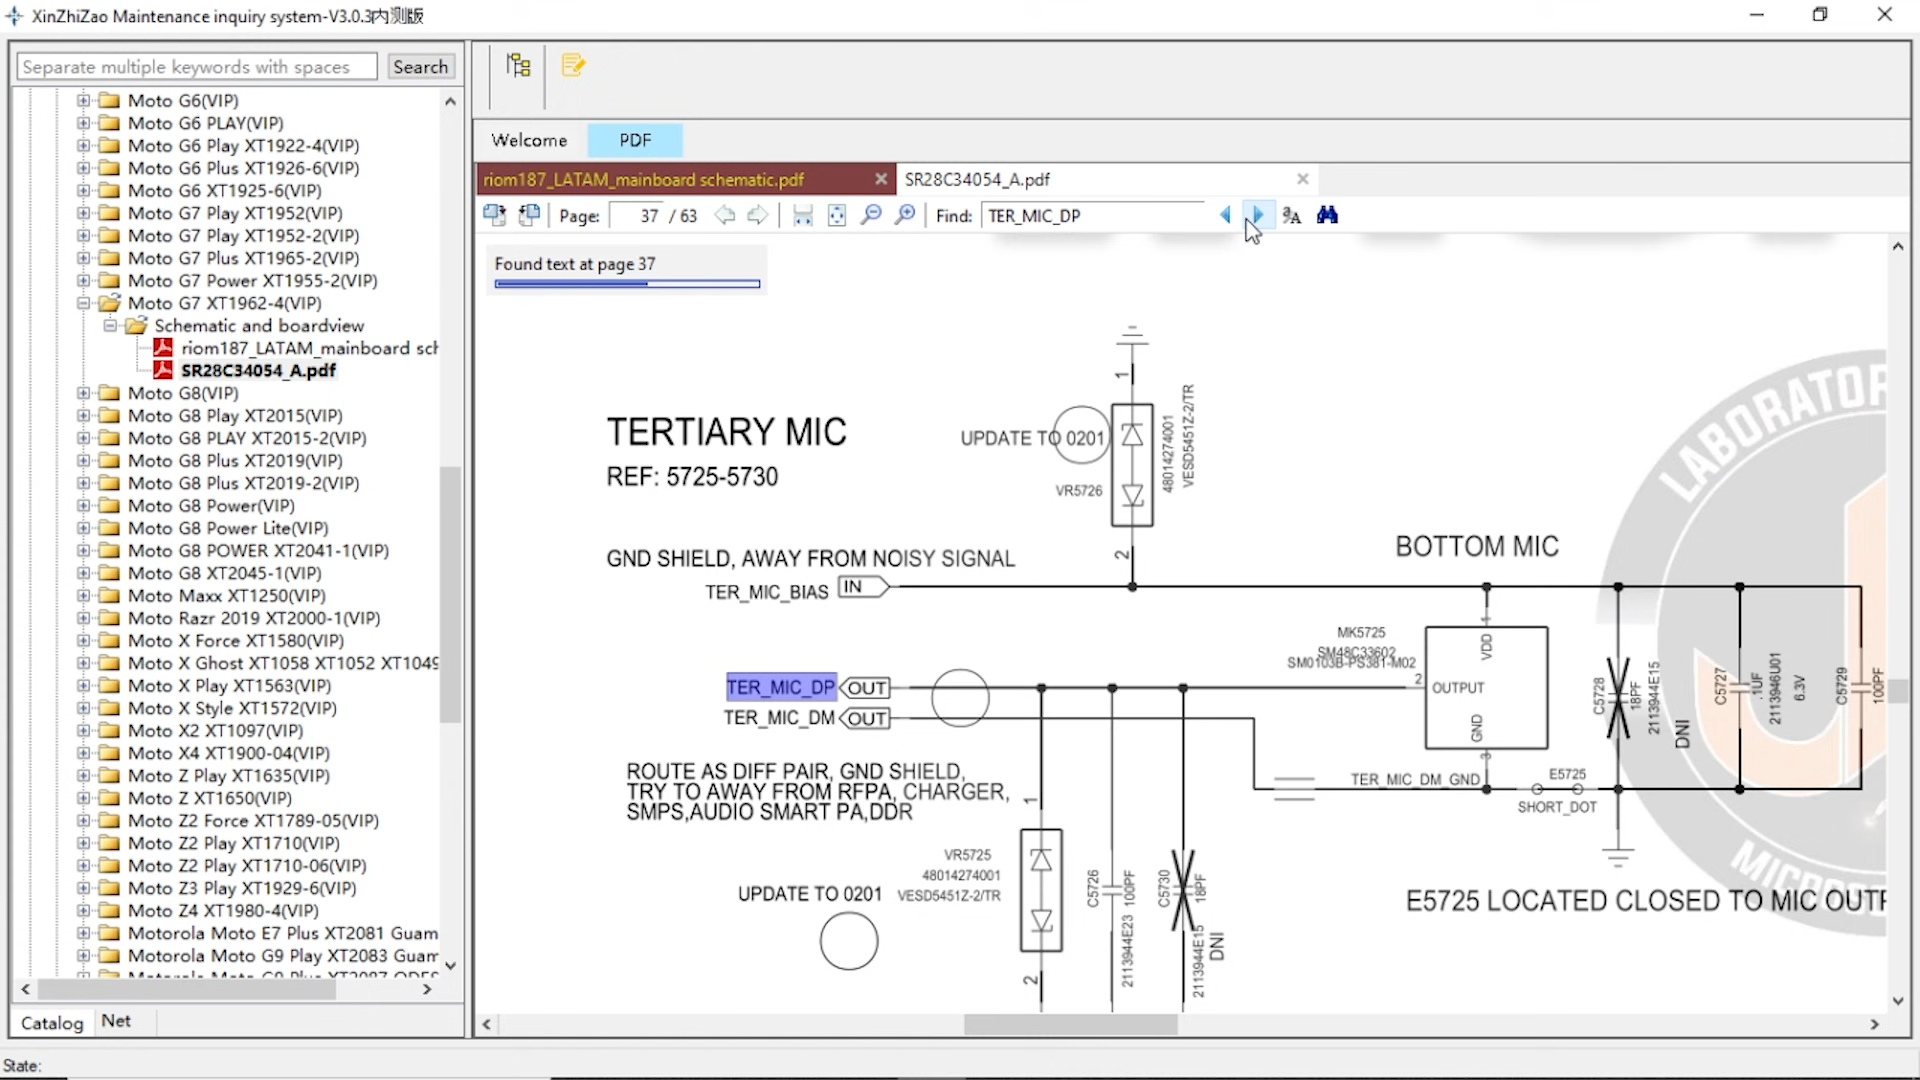 XinZhiZao Maintenance inquiry system-V3.0.3内测版
Separate multiple keywords with spaces
Search
Moto G6(VIP)
Moto G6 PLAY(VIP)
Moto G6 Play XT1922-4(VIP)
Moto G6 Plus XT1926-6(VIP)
Moto G6 XT1925-6(VIP)
Moto G7 Play XT1952(VIP)
Moto G7 Play XT1952-2(VIP)
Moto G7 Plus XT1965-2(VIP)
Moto G7 Power XT1955-2(VIP)
Moto G7 XT1962-4(VIP)
Schematic and boardview
riom187_LATAM_mainboard sch
SR28C34054_A.pdf
Moto G8(VIP)
Moto G8 Play XT2015(VIP)
Moto G8 PLAY XT2015-2(VIP)
Moto G8 Plus XT2019(VIP)
Moto G8 Plus XT2019-2(VIP)
Moto G8 Power(VIP)
Moto G8 Power Lite(VIP)
Moto G8 POWER XT2041-1(VIP)
Moto G8 XT2045-1(VIP)
Moto Maxx XT1250(VIP)
Moto Razr 2019 XT2000-1(VIP)
Moto X Force XT1580(VIP)
Moto X Ghost XT1058 XT1052 XT1049
Moto X Play XT1563(VIP)
Moto X Style XT1572(VIP)
Moto X2 XT1097(VIP)
Moto X4 XT1900-04(VIP)
Moto Z Play XT1635(VIP)
Moto Z XT1650(VIP)
Moto Z2 Force XT1789-05(VIP)
Moto Z2 Play XT1710(VIP)
Moto Z2 Play XT1710-06(VIP)
Moto Z3 Play XT1929-6(VIP)
Moto Z4 XT1980-4(VIP)
Motorola Moto E7 Plus XT2081 Guam
Motorola Moto G9 Play XT2083 Guam
Catalog
Net
State:
Welcome
PDF
riom187_LATAM_mainboard schematic.pdf
SR28C34054_A.pdf
Page: 37 / 63
Find: TER_MIC_DP
Found text at page 37
TERTIARY MIC
REF: 5725-5730
UPDATE TO 0201
1
VR5726
48014274001
VESD5451Z-2/TR
2
GND SHIELD, AWAY FROM NOISY SIGNAL
TER_MIC_BIAS
IN
BOTTOM MIC
MK5725
SM48C33602
SM0103B-PS381-M02
1
VDD
2
OUTPUT
GND
3
TER_MIC_DP
OUT
TER_MIC_DM
OUT
C5728
18PF
2113944E15
DNI
C5727
.1UF
2113946U01
6.3V
C5729
100PF
TER_MIC_DM_GND
E5725
SHORT_DOT
ROUTE AS DIFF PAIR, GND SHIELD,
TRY TO AWAY FROM RFPA, CHARGER,
SMPS,AUDIO SMART PA,DDR
1
VR5725
48014274001
VESD5451Z-2/TR
UPDATE TO 0201
2
C5726
100PF
2113944E23
C5730
18PF
2113944E15
DNI
E5725 LOCATED CLOSED TO MIC OUTP
LABORATOR